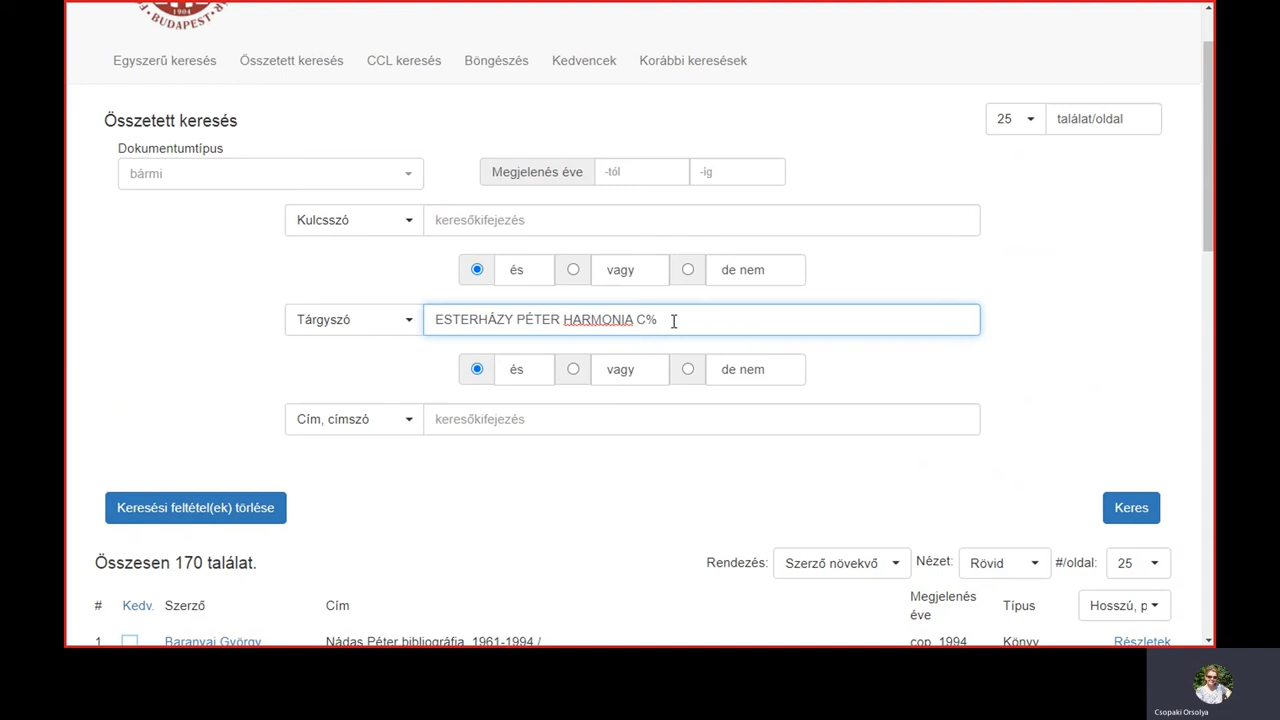 1904
BUDAPEST
Egyszerű keresés Összetett keresés CCL keresés Böngészés Kedvencek Korábbi keresések
Összetett keresés
25 találat/oldal
Dokumentumtípus
bármi
Megjelenés éve -tól -ig
Kulcsszó keresőkifejezés
és vagy de nem
Tárgyszó ESTERHÁZY PÉTER HARMONIA C%
és vagy de nem
Cím, címszó keresőkifejezés
Keresési feltétel(ek) törlése Keres
Összesen 170 találat.
Rendezés: Szerző növekvő Nézet: Rövid #/oldal: 25
# Kedv. Szerző Cím Megjelenés éve Típus Hosszú, p
1 Baranyai György Nádas Péter bibliográfia, 1961-1994 / cop. 1994 Könyv Részletek
Csopaki Orsolya